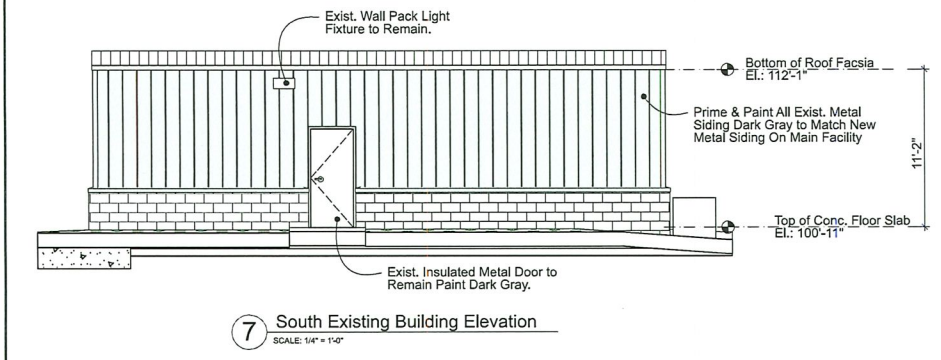 Exist. Wall Pack Light
Fixture to Remain.
Bottom of Roof Facsia
El.: 112'-1"
Prime & Paint All Exist. Metal
Siding Dark Gray to Match New
Metal Siding On Main Facility
11'-2"
Top of Conc. Floor Slab
El.: 100'-11"
Exist. Insulated Metal Door to
Remain Paint Dark Gray.
7 South Existing Building Elevation
SCALE: 1/4" = 1'-0"